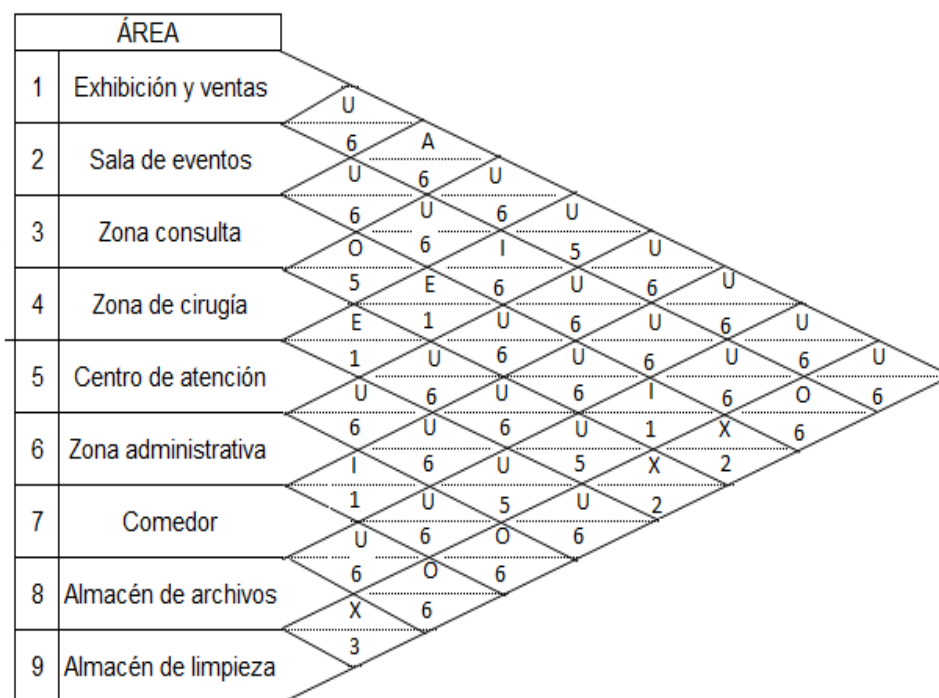 ÁREA
1 Exhibición y ventas
U
6 A
2 Sala de eventos
U 6 U
6 U 6 U
3 Zona consulta
O 6 I 5 U
5 E 6 U 6 U
4 Zona de cirugía
E 1 U 6 U 6 U
1 U 6 U 6 U 6 U
5 Centro de atención
U 6 U 6 I 6 O 6
6 U 6 U 1 X 6
6 Zona administrativa
I 6 U 5 X 2
1 U 5 U 2
7 Comedor
U 6 O 6
6 O 6
8 Almacén de archivos
X 6
3
9 Almacén de limpieza